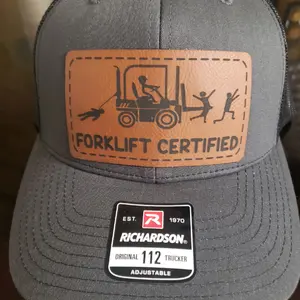 FORKLIFT CERTIFIED
EST. R 1970
RICHARDSON
ORIGINAL 112 TRUCKER
ADJUSTABLE